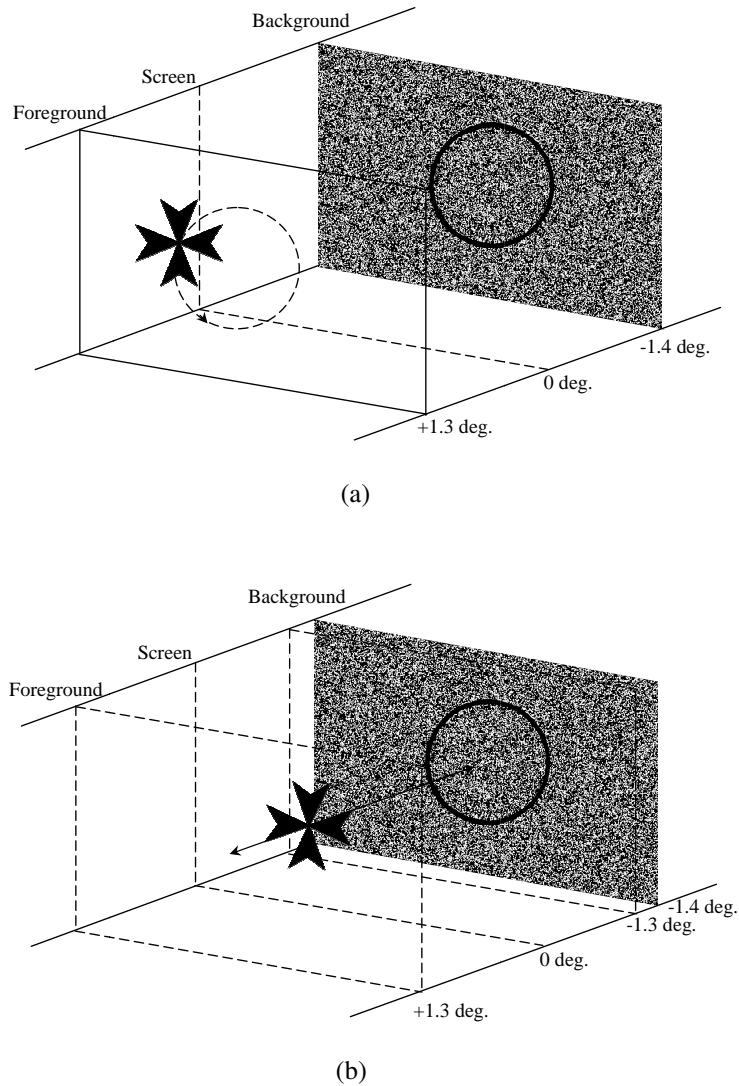 Background
Screen
Foreground
-1.4 deg.
0 deg.
+1.3 deg.
(a)
Background
Screen
Foreground
-1.4 deg.
-1.3 deg.
0 deg.
+1.3 deg.
(b)